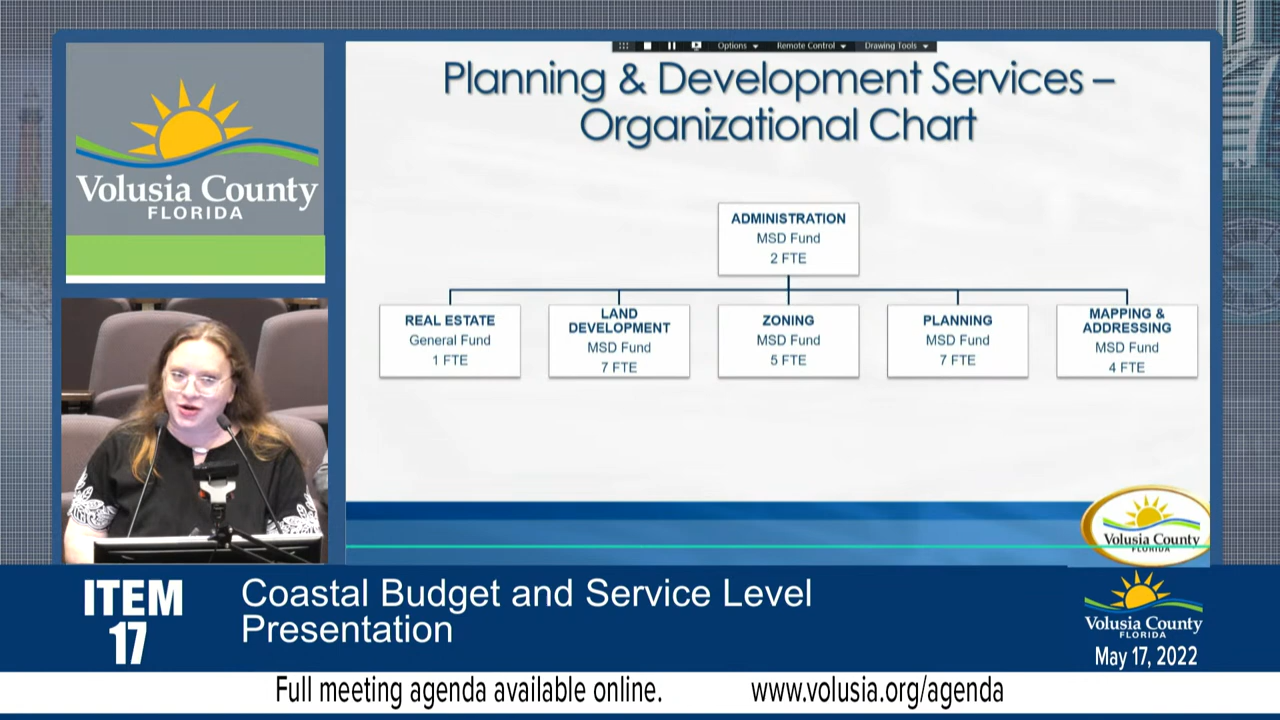 Options
Remote Control
Drawing Tools
Planning & Development Services –
Organizational Chart
Volusia County
FLORIDA
ADMINISTRATION
MSD Fund
2 FTE
REAL ESTATE
General Fund
1 FTE
LAND
DEVELOPMENT
MSD Fund
7 FTE
ZONING
MSD Fund
5 FTE
PLANNING
MSD Fund
7 FTE
MAPPING &
ADDRESSING
MSD Fund
4 FTE
Volusia County
FLORIDA
ITEM
17
Coastal Budget and Service Level
Presentation
Volusia County
FLORIDA
May 17, 2022
Full meeting agenda available online.
www.volusia.org/agenda